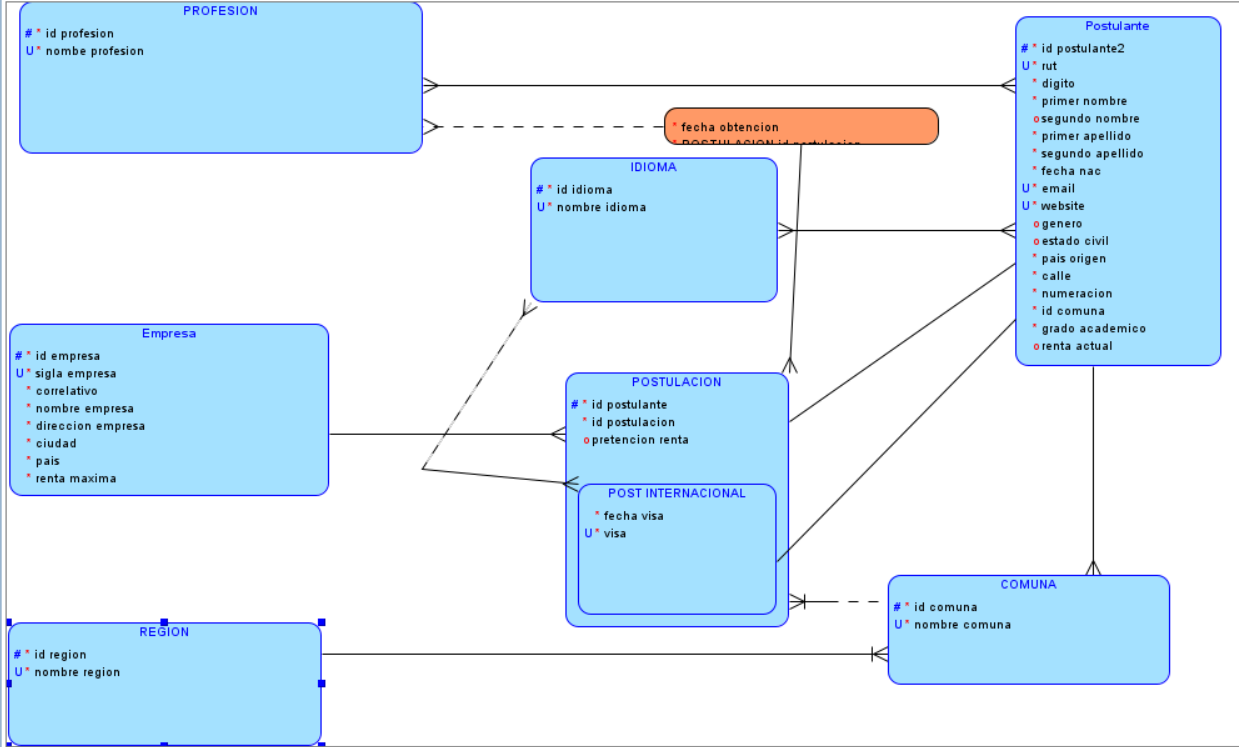 PROFESION
# * id profesion
U * nombe profesion
Postulante
# * id postulante2
U * rut
* digito
* primer nombre
o segundo nombre
* primer apellido
* segundo apellido
* fecha nac
U * email
U * website
o genero
o estado civil
* pais origen
* calle
* numeracion
* id comuna
* grado academico
o renta actual
* fecha obtencion
* POSTULACION id postulacion
IDIOMA
# * id idioma
U * nombre idioma
Empresa
# * id empresa
U * sigla empresa
* correlativo
* nombre empresa
* direccion empresa
* ciudad
* pais
* renta maxima
POSTULACION
# * id postulante
* id postulacion
o pretencion renta
POST INTERNACIONAL
* fecha visa
U * visa
COMUNA
# * id comuna
U * nombre comuna
REGION
# * id region
U * nombre region